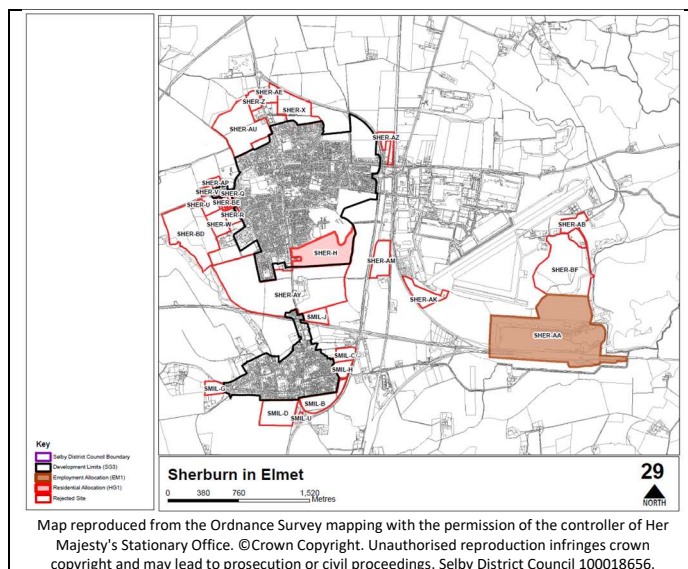 SHER-AE
SHER-Z
SHER-X
SHER-AU
SHER-AZ
SHER-AP
SHER-V
SHER-Q
SHER-U
SHER-BE
SHER-R
SHER-W
SHER-BD
SHER-H
SHER-AM
SHER-AB
SHER-BF
SHER-AY
SHER-AK
SMIL-J
SHER-AA
SMIL-C
SMIL-H
SMIL-G
SMIL-B
SMIL-D
SMIL-U
Key
Selby District Council Boundary
Development Limits (SG3)
Employment Allocation (EM1)
Residential Allocation (HG1)
Rejected Site
Sherburn in Elmet
0 380 760 1,520
Metres
29
NORTH
Map reproduced from the Ordnance Survey mapping with the permission of the controller of Her
Majesty's Stationary Office. ©Crown Copyright. Unauthorised reproduction infringes crown
copyright and may lead to prosecution or civil proceedings. Selby District Council 100018656.